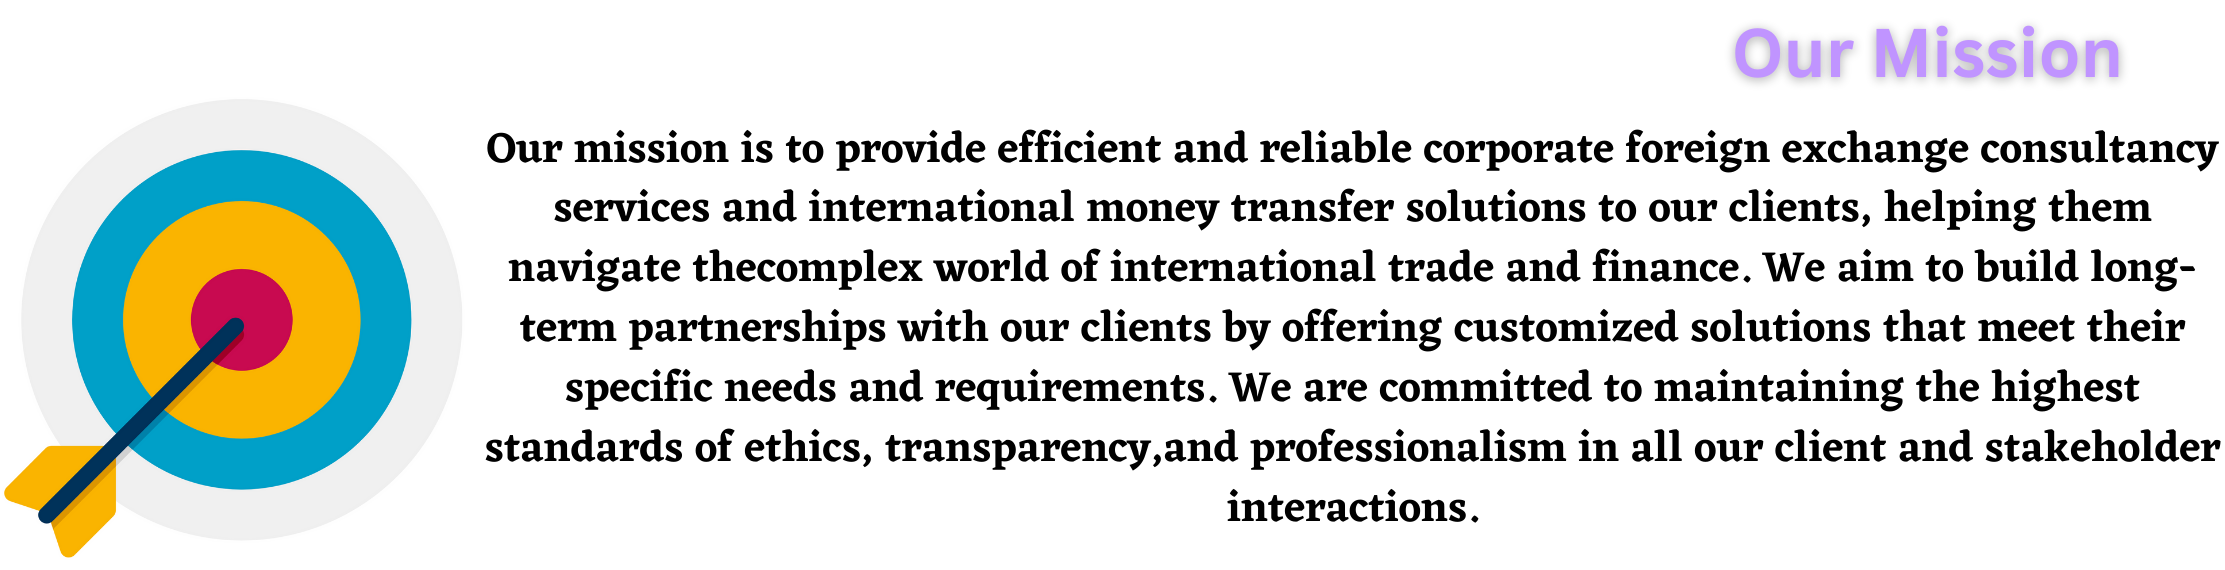 Our Mission
Our mission is to provide efficient and reliable corporate foreign exchange consultancy
services and international money transfer solutions to our clients, helping them
navigate thecomplex world of international trade and finance. We aim to build long-
term partnerships with our clients by offering customized solutions that meet their
specific needs and requirements. We are committed to maintaining the highest
standards of ethics, transparency,and professionalism in all our client and stakeholder
interactions.